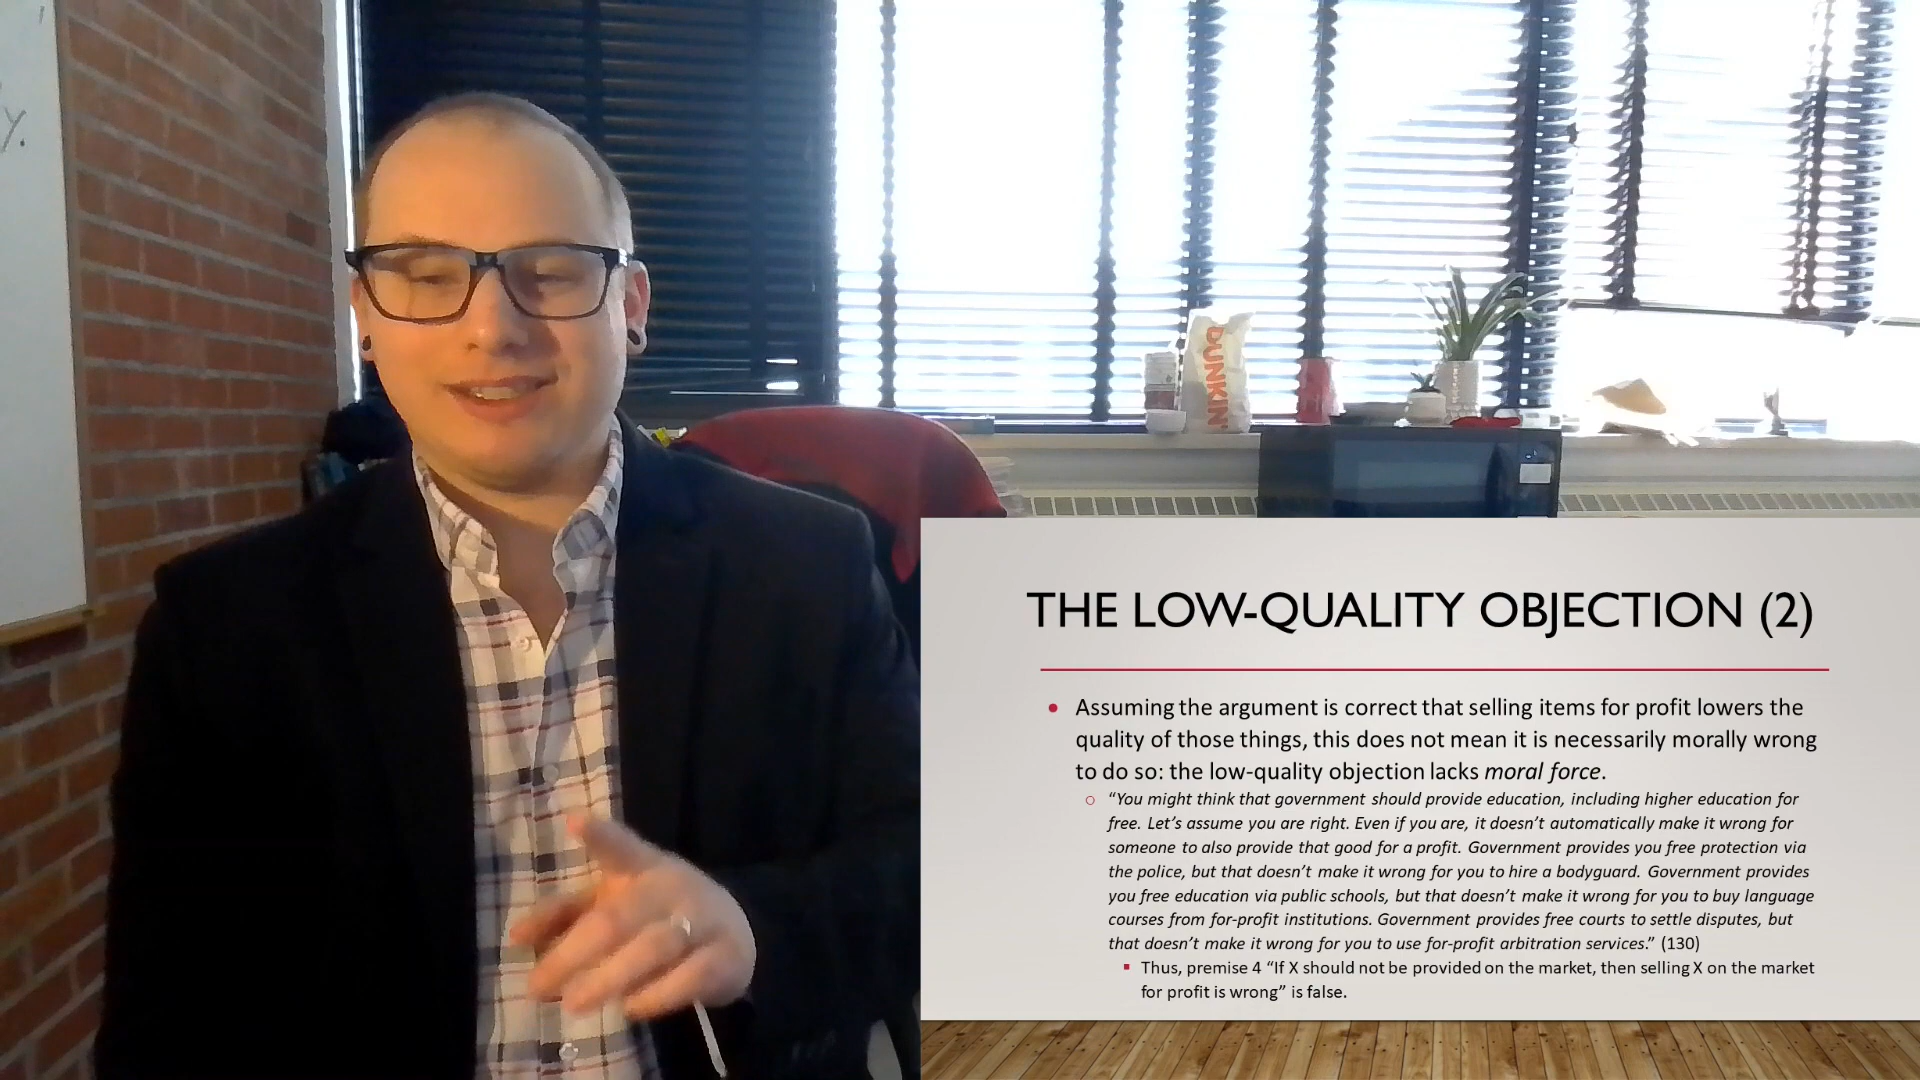 y.
DUNKIN'
THE LOW-QUALITY OBJECTION (2)
• Assuming the argument is correct that selling items for profit lowers the
quality of those things, this does not mean it is necessarily morally wrong
to do so: the low-quality objection lacks moral force.
○ “You might think that government should provide education, including higher education for
free. Let’s assume you are right. Even if you are, it doesn’t automatically make it wrong for
someone to also provide that good for a profit. Government provides you free protection via
the police, but that doesn’t make it wrong for you to hire a bodyguard. Government provides
you free education via public schools, but that doesn’t make it wrong for you to buy language
courses from for-profit institutions. Government provides free courts to settle disputes, but
that doesn’t make it wrong for you to use for-profit arbitration services.” (130)
▪ Thus, premise 4 “If X should not be provided on the market, then selling X on the market
for profit is wrong” is false.